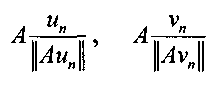 A u_n / ‖Au_n‖ , A v_n / ‖Av_n‖